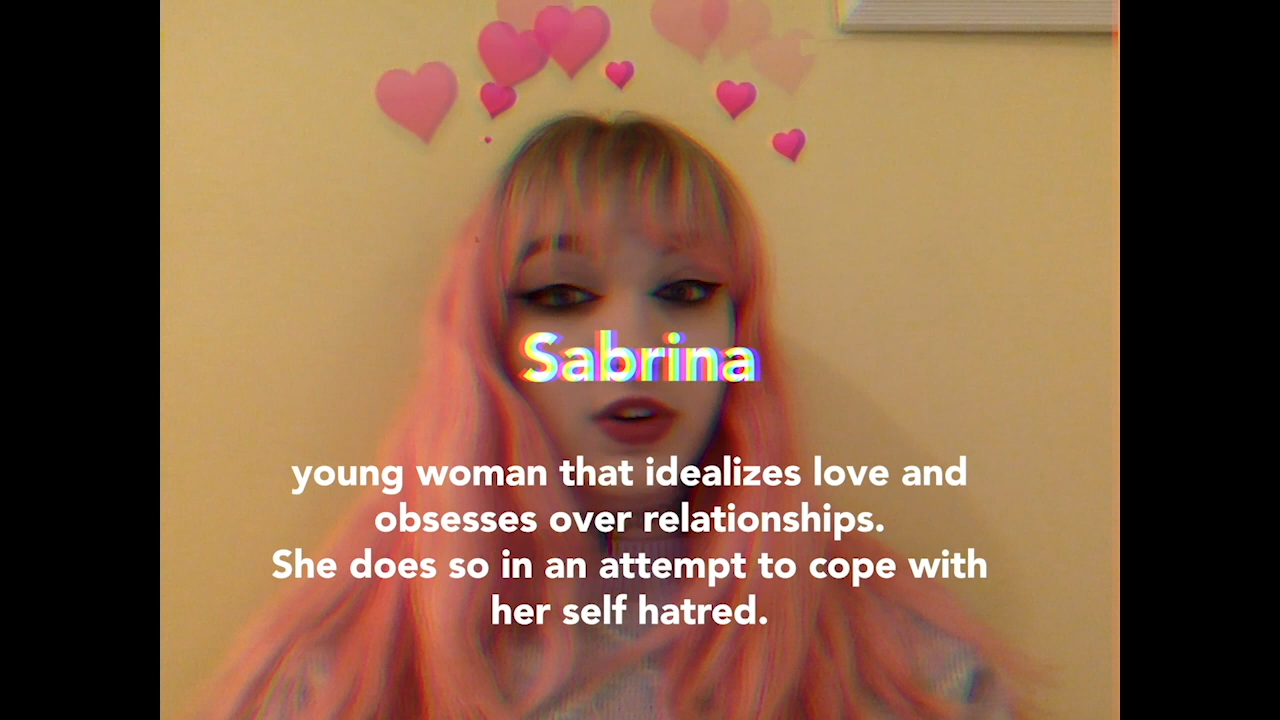 Sabrina
young woman that idealizes love and
obsesses over relationships.
She does so in an attempt to cope with
her self hatred.